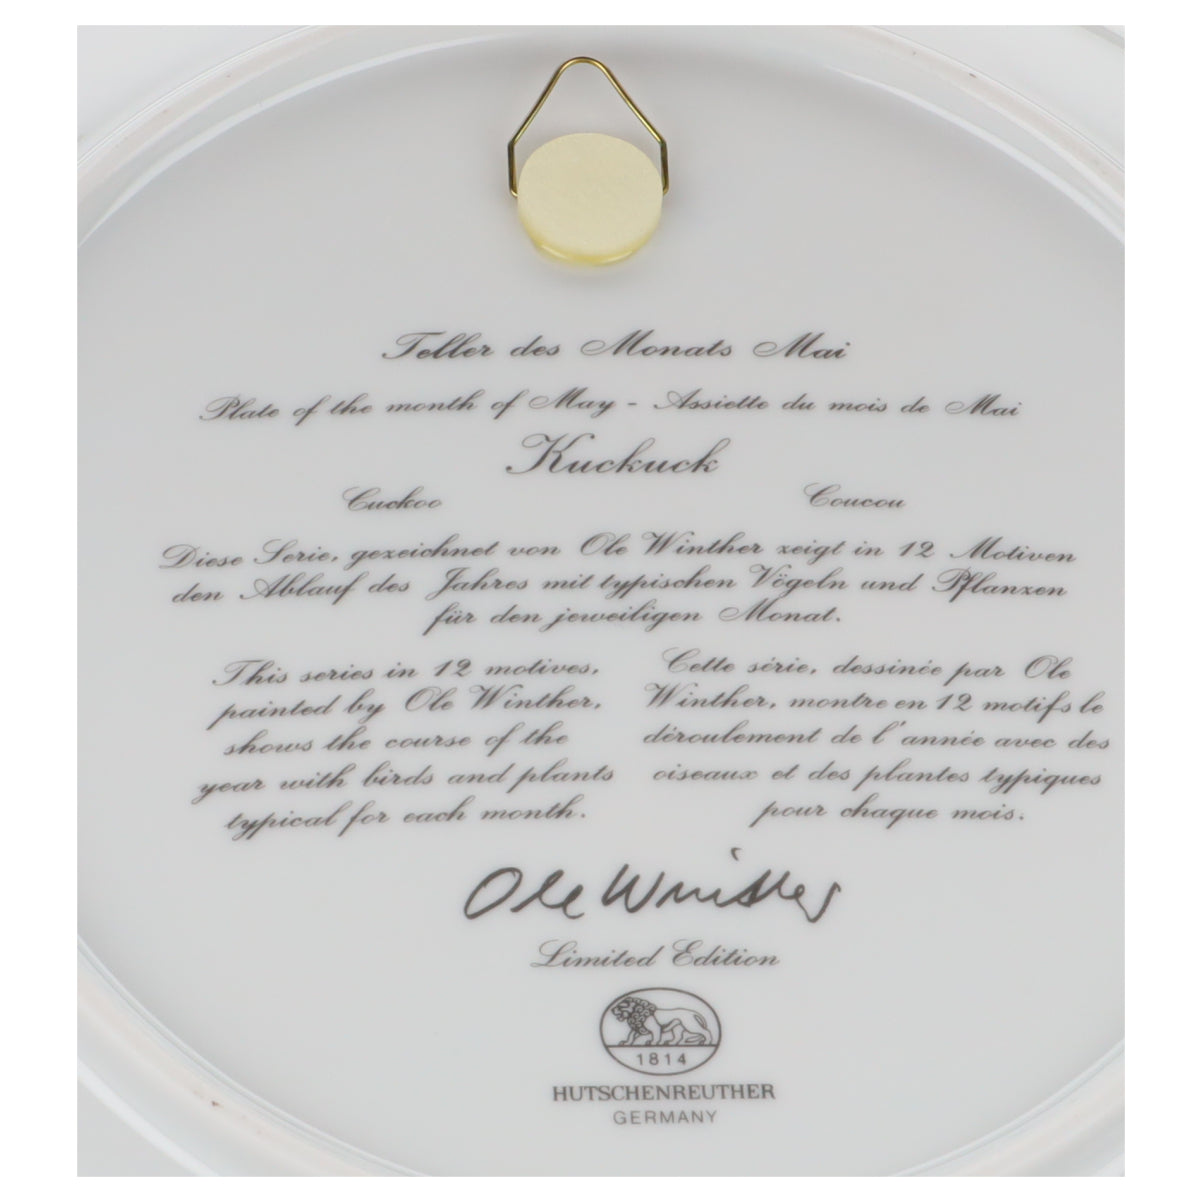 Teller des Monats Mai
Plate of the month of May - Assiette du mois de Mai
Kuckuck
Cuckoo
Coucou
Diese Serie, gezeichnet von Ole Winther zeigt in 12 Motiven
den Ablauf des Jahres mit typischen Vögeln und Pflanzen
für den jeweiligen Monat.
This series in 12 motives,
painted by Ole Winther,
shows the course of the
year with birds and plants
typical for each month.
Cette série, dessinée par Ole
Winther, montre en 12 motifs le
déroulement de l'année avec des
oiseaux et des plantes typiques
pour chaque mois.
Ole Winther
Limited Edition
1814
HUTSCHENREUTHER
GERMANY